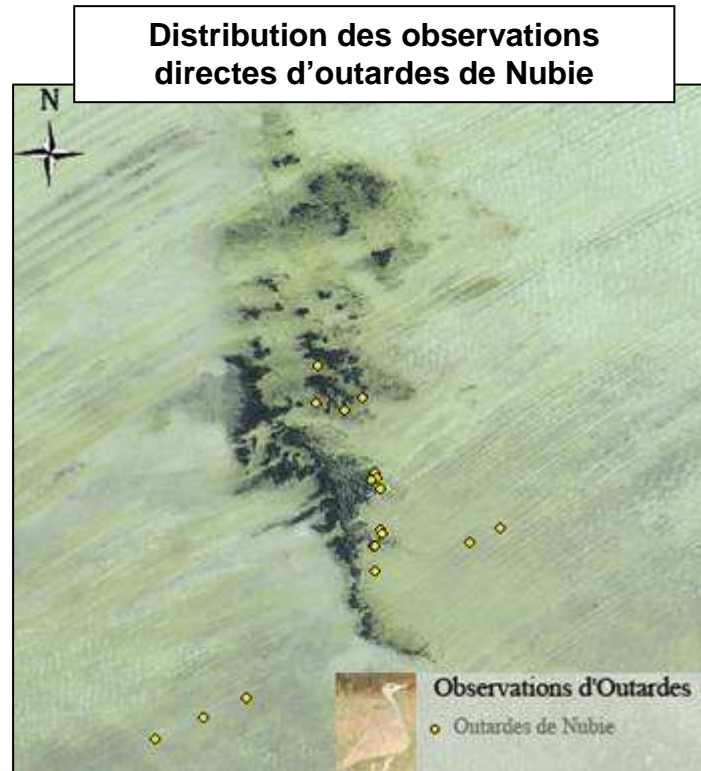 Distribution des observations
directes d’outardes de Nubie
N
Observations d'Outardes
Outardes de Nubie